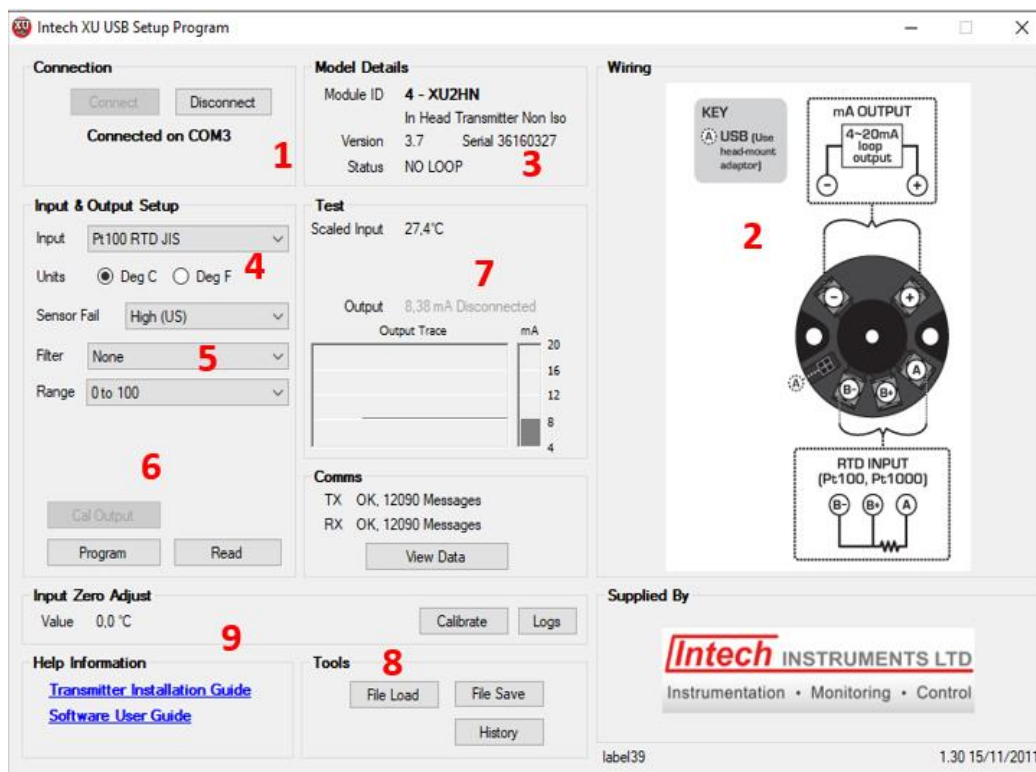 Intech XU USB Setup Program
Connection
Connect Disconnect
Connected on COM3
1
Model Details
Module ID 4 - XU2HN
In Head Transmitter Non Iso
Version 3.7 Serial 36160327
3
Status NO LOOP
Wiring
KEY
(A) USB (Use
head-mount
adaptor)
mA OUTPUT
4~20mA
loop
output
- +
2
- +
A
A
B- B+
RTD INPUT
(Pt100, Pt1000)
B- B+ A
Input & Output Setup
Input Pt100 RTD JIS
4
Units Deg C Deg F
Sensor Fail High (US)
Filter None
5
Range 0 to 100
6
Cal Output
Program Read
Test
Scaled Input 27,4°C
7
Output 8,38 mA Disconnected
Output Trace mA
20
16
12
8
4
Comms
TX OK, 12090 Messages
RX OK, 12090 Messages
View Data
Input Zero Adjust
Value 0,0 °C
Calibrate Logs
9
Help Information
Transmitter Installation Guide
Software User Guide
Tools
8
File Load File Save
History
Supplied By
Intech INSTRUMENTS LTD
Instrumentation • Monitoring • Control
label39 1.30 15/11/2011